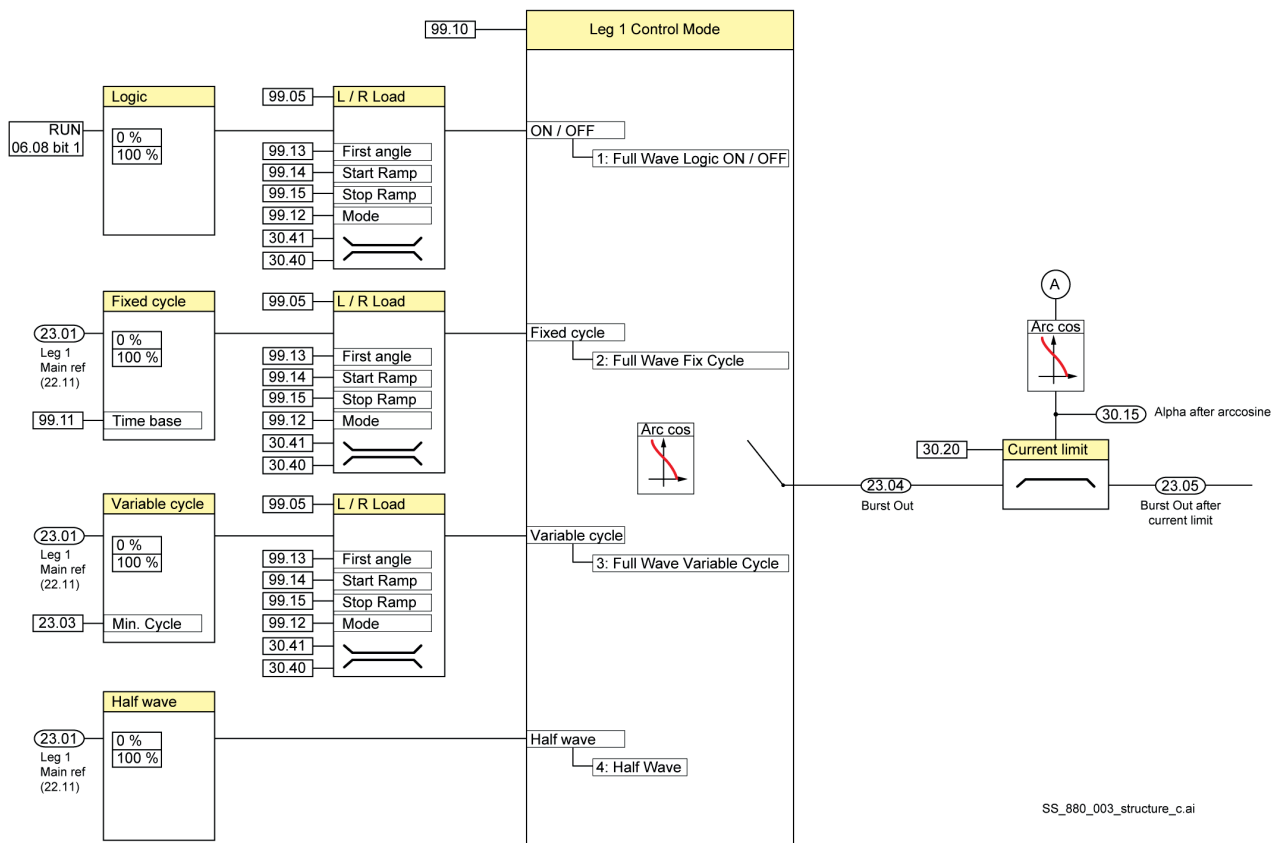 99.10
Leg 1 Control Mode
Logic
RUN
06.08 bit 1
0 %
100 %
99.05
L / R Load
99.13
First angle
99.14
Start Ramp
99.15
Stop Ramp
99.12
Mode
30.41
30.40
ON / OFF
1: Full Wave Logic ON / OFF
Fixed cycle
23.01
Leg 1
Main ref
(22.11)
0 %
100 %
99.11
Time base
99.05
L / R Load
99.13
First angle
99.14
Start Ramp
99.15
Stop Ramp
99.12
Mode
30.41
30.40
Fixed cycle
2: Full Wave Fix Cycle
Variable cycle
23.01
Leg 1
Main ref
(22.11)
0 %
100 %
23.03
Min. Cycle
99.05
L / R Load
99.13
First angle
99.14
Start Ramp
99.15
Stop Ramp
99.12
Mode
30.41
30.40
Variable cycle
3: Full Wave Variable Cycle
Half wave
23.01
Leg 1
Main ref
(22.11)
0 %
100 %
Half wave
4: Half Wave
Arc cos
23.04
Burst Out
A
Arc cos
30.15
Alpha after arccosine
30.20
Current limit
23.05
Burst Out after
current limit
SS_880_003_structure_c.ai